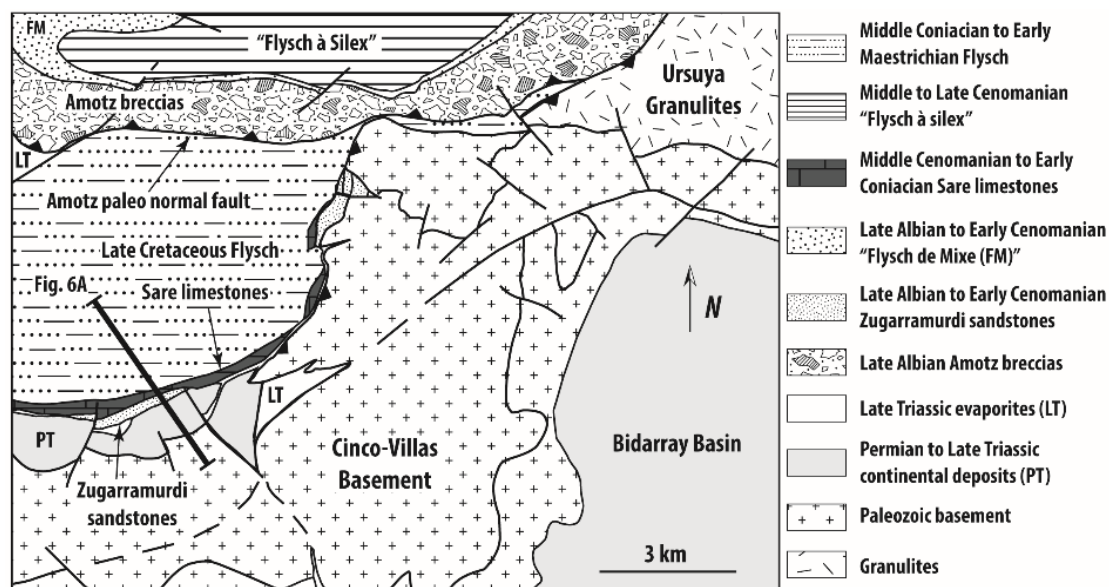 FM
"Flysch à Silex"
Amotz breccias
Ursuya
Granulites
LT
Amotz paleo normal fault
Late Cretaceous Flysch
Fig. 6A
Sare limestones
N
LT
PT
Cinco-Villas
Basement
Bidarray Basin
Zugarramurdi
sandstones
3 km
Middle Coniacian to Early
Maestrichian Flysch
Middle to Late Cenomanian
"Flysch à silex"
Middle Cenomanian to Early
Coniacian Sare limestones
Late Albian to Early Cenomanian
"Flysch de Mixe (FM)"
Late Albian to Early Cenomanian
Zugarramurdi sandstones
Late Albian Amotz breccias
Late Triassic evaporites (LT)
Permian to Late Triassic
continental deposits (PT)
Paleozoic basement
Granulites